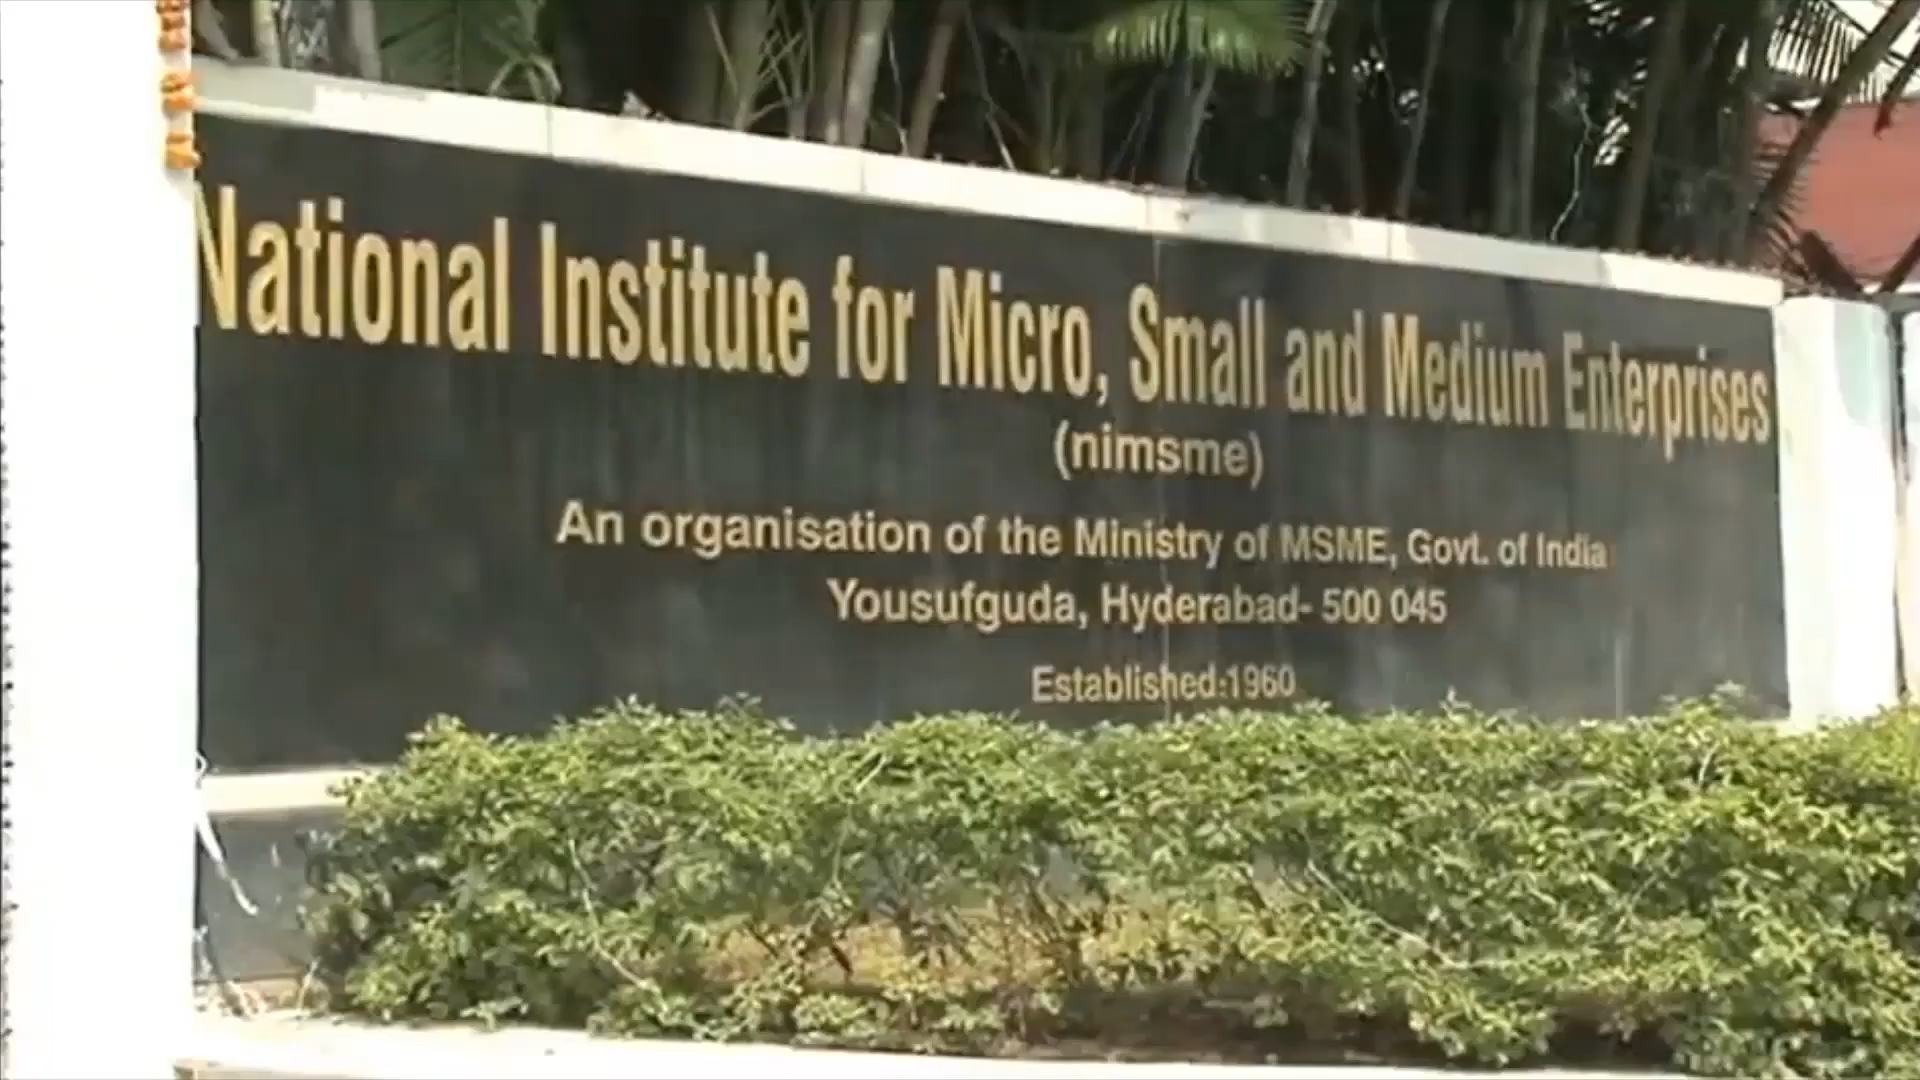 National Institute for Micro, Small and Medium Enterprises
(nimsme)
An organisation of the Ministry of MSME, Govt. of India
Yousufguda, Hyderabad- 500 045
Established:1960